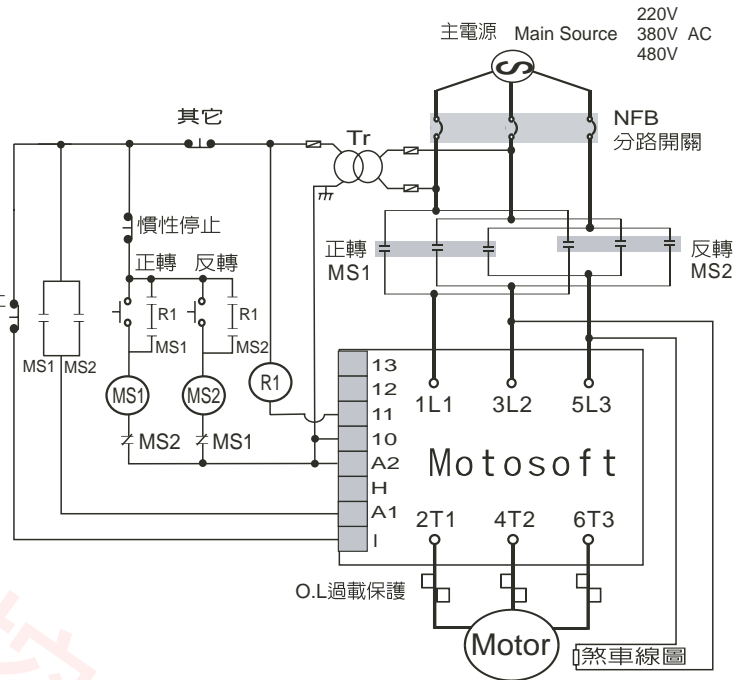 主電源 Main Source
220V
380V AC
480V
其它
Tr
NFB
分路開關
慣性停止
正轉 反轉
正轉
MS1
反轉
MS2
R1
R1
MS1
MS2
MS1 MS2
MS1
MS2
R1
MS2
MS1
13
12
11
10
A2
H
A1
I
1L1 3L2 5L3
Motosoft
2T1 4T2 6T3
O.L過載保護
Motor
煞車線圖